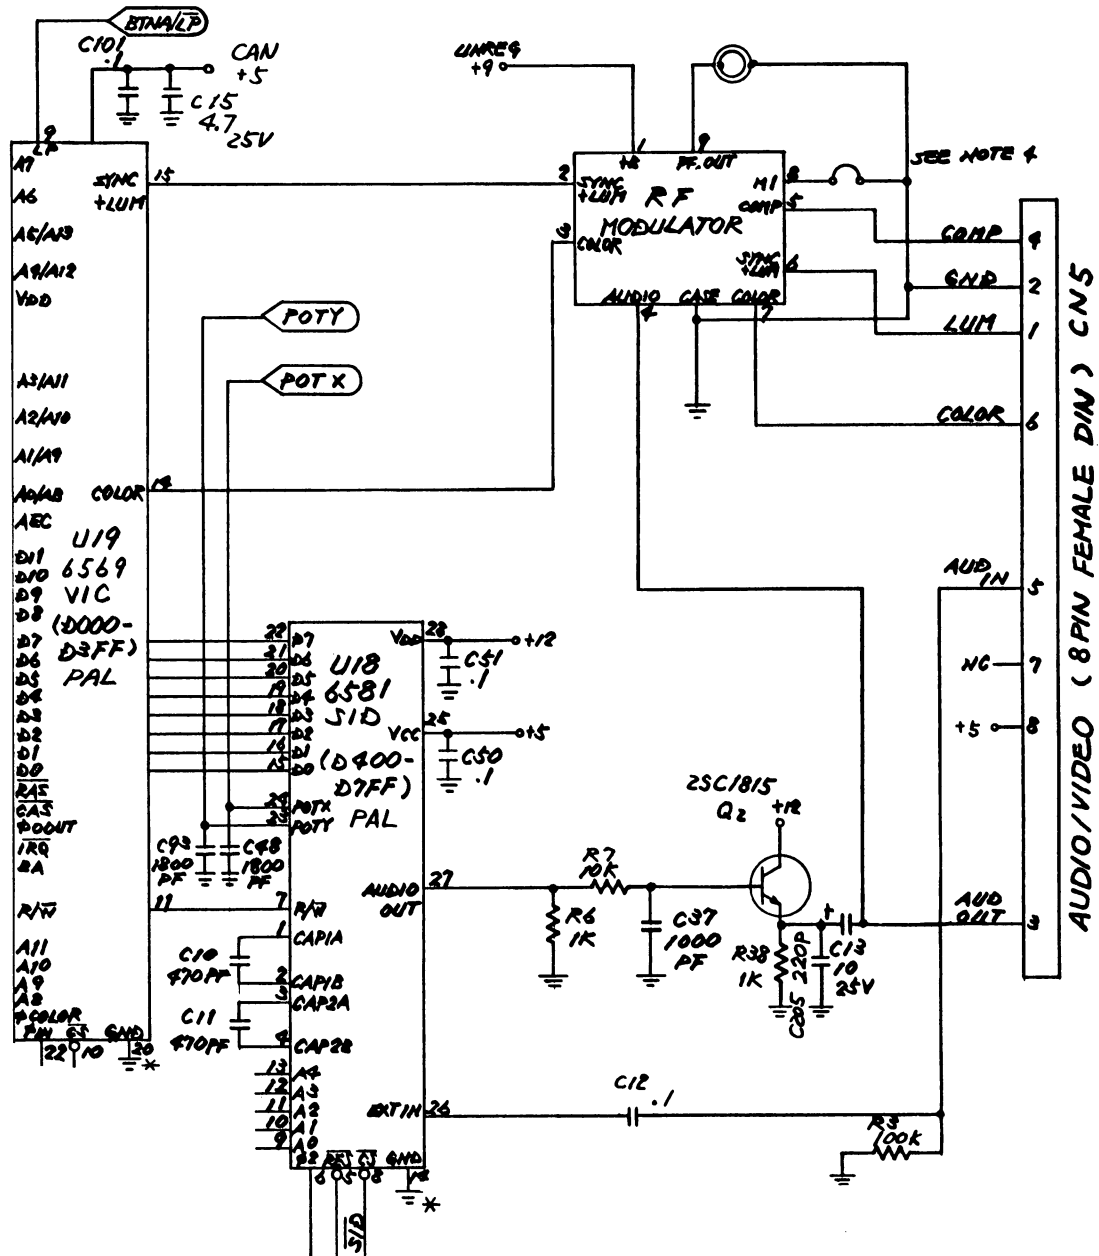 BTNA/LP
C101
.1
CAN
+5
C15
4.7
25V
UNREG
+9
SEE NOTE 4
9
LP
A7
A6
A5/A13
A4/A12
VDD
A3/A11
A2/A10
A1/A9
A0/A8
AEC
D11
D10
D9
D8
D7
D6
D5
D4
D3
D2
D1
D0
RAS
CAS
ΦOOUT
IRQ
BA
R/W
A11
A10
A9
A8
ΦCOLOR
ΦIN
CS
GND
22
10
20
*
SYNC
+LUM
15
COLOR
14
11
U19
6569
VIC
(D000-
D3FF)
PAL
POTY
POTX
1
9
+5
RF.OUT
2
SYNC
+LUM
3
COLOR
RF
MODULATOR
M1
8
COMP
5
SYNC
+LUM
6
AUDIO
CASE
COLOR
4
7
COMP
4
GND
2
LUM
1
COLOR
6
AUD
IN
5
NC
7
+5
8
AUD
OUT
3
AUDIO/VIDEO (8PIN FEMALE DIN) CN5
22
D7
21
D6
20
D5
19
D4
18
D3
17
D2
16
D1
15
D0
24
POTX
23
POTY
7
R/W
1
CAP1A
2
CAP1B
3
CAP2A
4
CAP2B
13
A4
12
A3
11
A2
10
A1
9
A0
Φ2
RES
CS
GND
6
5
8
14
*
SID
U18
6581
SID
(D400-
D7FF)
PAL
VDD
28
+12
C51
.1
VCC
25
+5
C50
.1
AUDIO
OUT
27
EXTIN
26
C93
1800
PF
C48
1800
PF
C10
470PF
C11
470PF
R7
10K
R6
1K
C37
1000
PF
2SC1815
Q2
+12
R38
1K
C205 220P
+
C13
10
25V
C12
.1
R3
100K